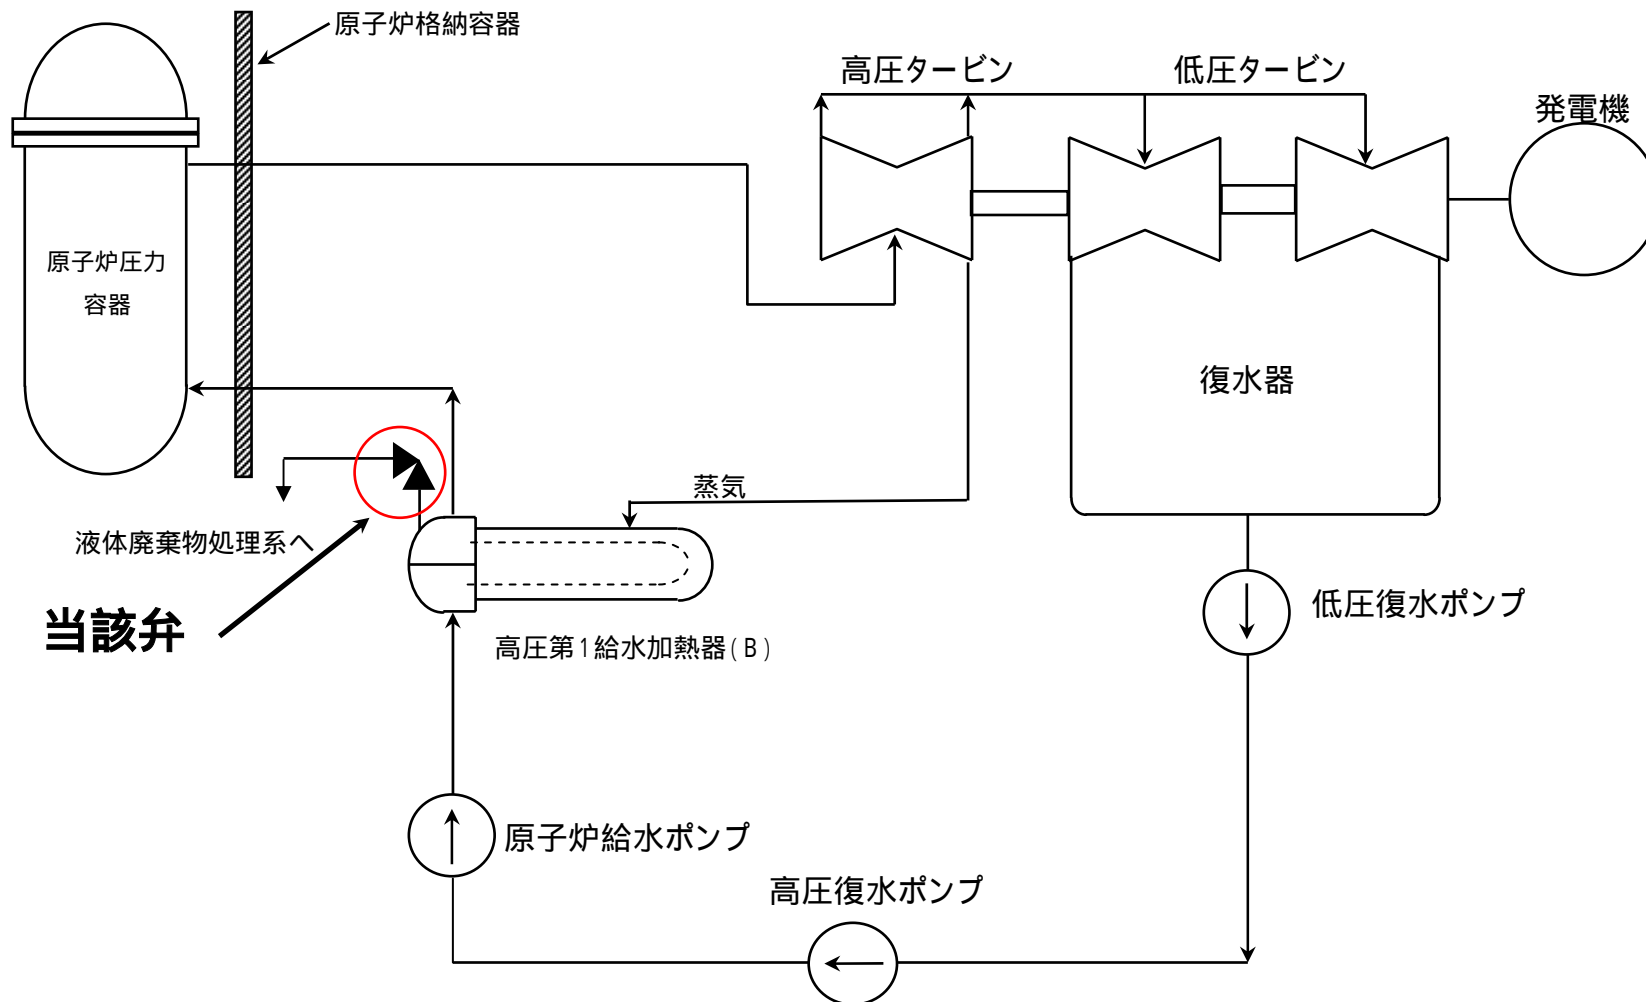 原子炉格納容器
高圧タービン
低圧タービン
発電機
原子炉圧力
容器
復水器
蒸気
液体廃棄物処理系へ
当該弁
高圧第1給水加熱器(B)
低圧復水ポンプ
原子炉給水ポンプ
高圧復水ポンプ